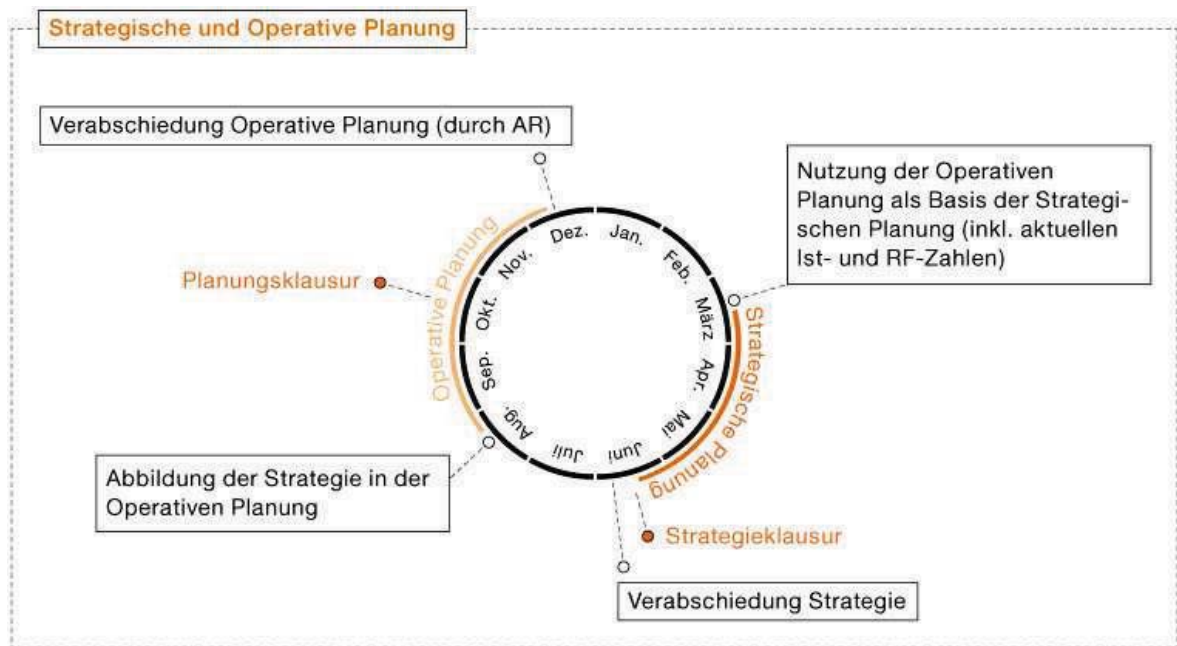 Strategische und Operative Planung
Verabschiedung Operative Planung (durch AR)
Nutzung der Operativen
Planung als Basis der Strategi-
schen Planung (inkl. aktuellen
Ist- und RF-Zahlen)
Planungsklausur
Operative Planung
Strategische Planung
Jan.
Feb.
März
Apr.
Mai
Juni
Juli
Aug.
Sep.
Okt.
Nov.
Dez.
Abbildung der Strategie in der
Operativen Planung
Strategieklausur
Verabschiedung Strategie